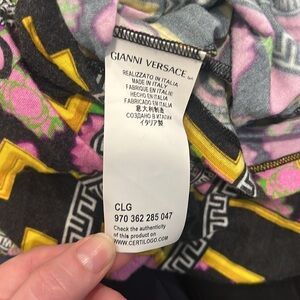 GIANNI VERSACE
REALIZZATO IN ITALIA
MADE IN ITALY
FABRIQUE EN ITALIE
HECHO EN ITALIA
FABRICADO EM ITALIA
意大利制造
СОЗДАНО В ИТАЛИИ
イタリア製
CLG
970 362 285 047
Check the authenticity
of this product on
WWW.CERTILOGO.COM